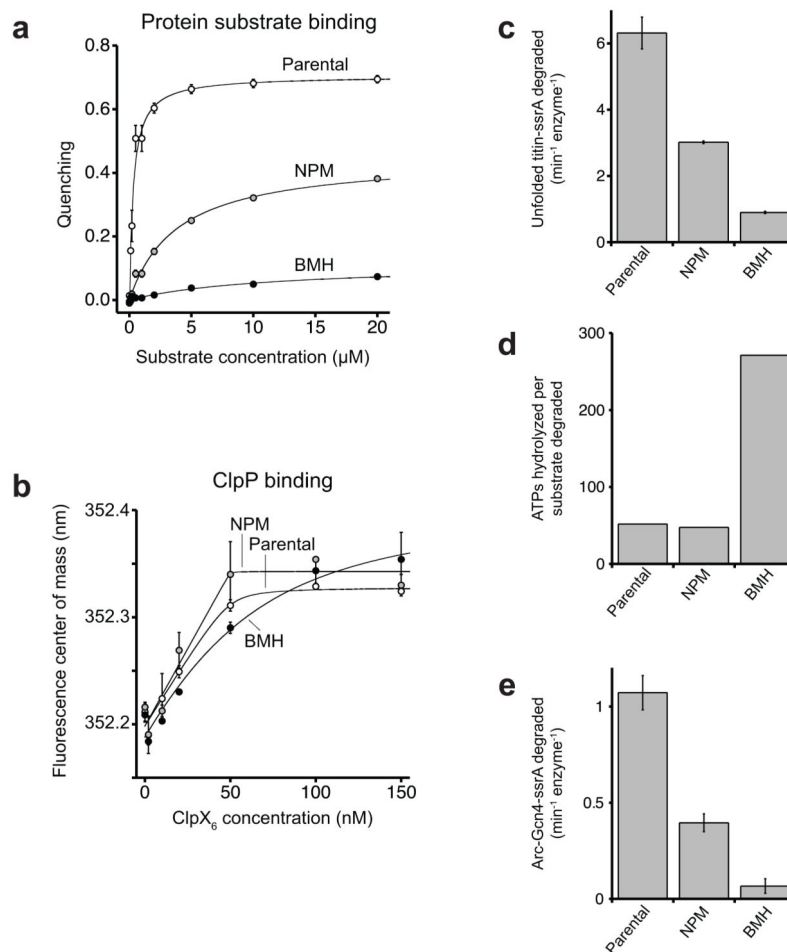 a
Protein substrate binding
Quenching
0.8
0.6
0.4
0.2
0.0
Parental
NPM
BMH
0
5
10
15
20
Substrate concentration (µM)
b
ClpP binding
Fluorescence center of mass (nm)
352.4
352.3
352.2
NPM
Parental
BMH
0
50
100
150
ClpX₆ concentration (nM)
c
Unfolded titin-ssrA degraded
(min⁻¹ enzyme⁻¹)
6
4
2
0
Parental
NPM
BMH
d
ATPs hydrolyzed per
substrate degraded
300
200
100
0
Parental
NPM
BMH
e
Arc-Gcn4-ssrA degraded
(min⁻¹ enzyme⁻¹)
1
0.5
0
Parental
NPM
BMH